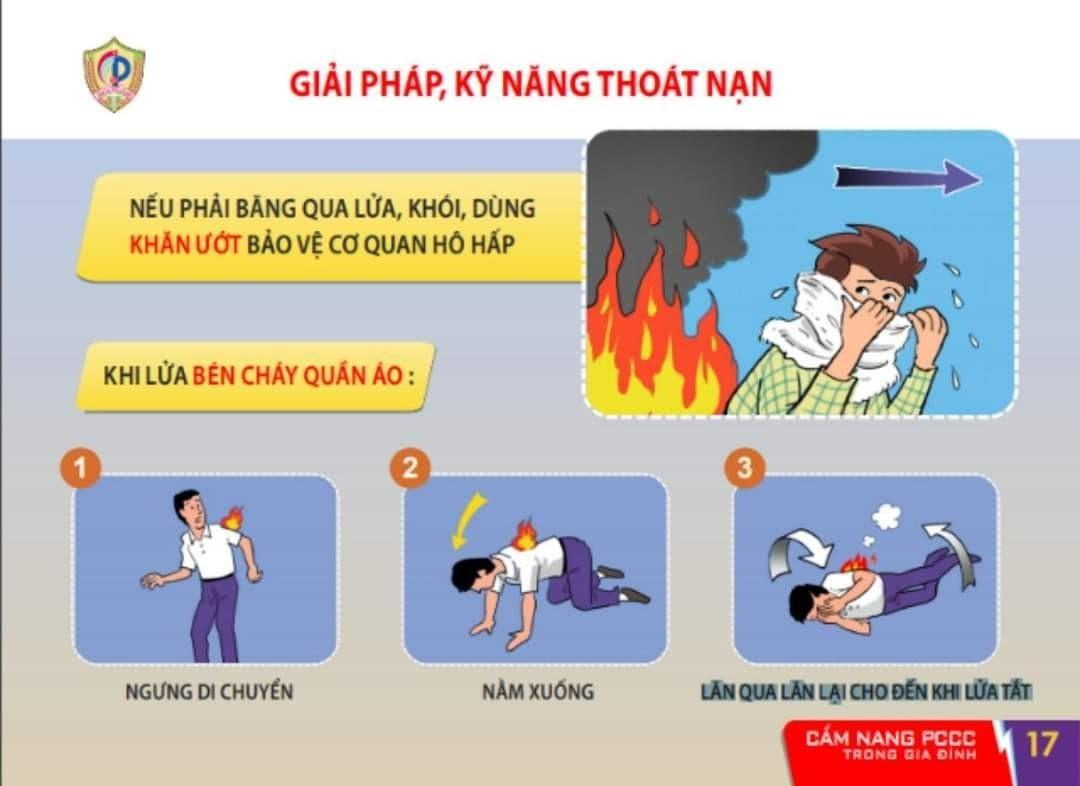 GIẢI PHÁP, KỸ NĂNG THOÁT NẠN
NẾU PHẢI BĂNG QUA LỬA, KHÓI, DÙNG
KHĂN ƯỚT BẢO VỆ CƠ QUAN HÔ HẤP
KHI LỬA BÉN CHÁY QUẦN ÁO :
1
2
3
NGƯNG DI CHUYỂN
NẰM XUỐNG
LĂN QUA LĂN LẠI CHO ĐẾN KHI LỬA TẮT
CẨM NANG PCCC
TRONG GIA ĐÌNH
17